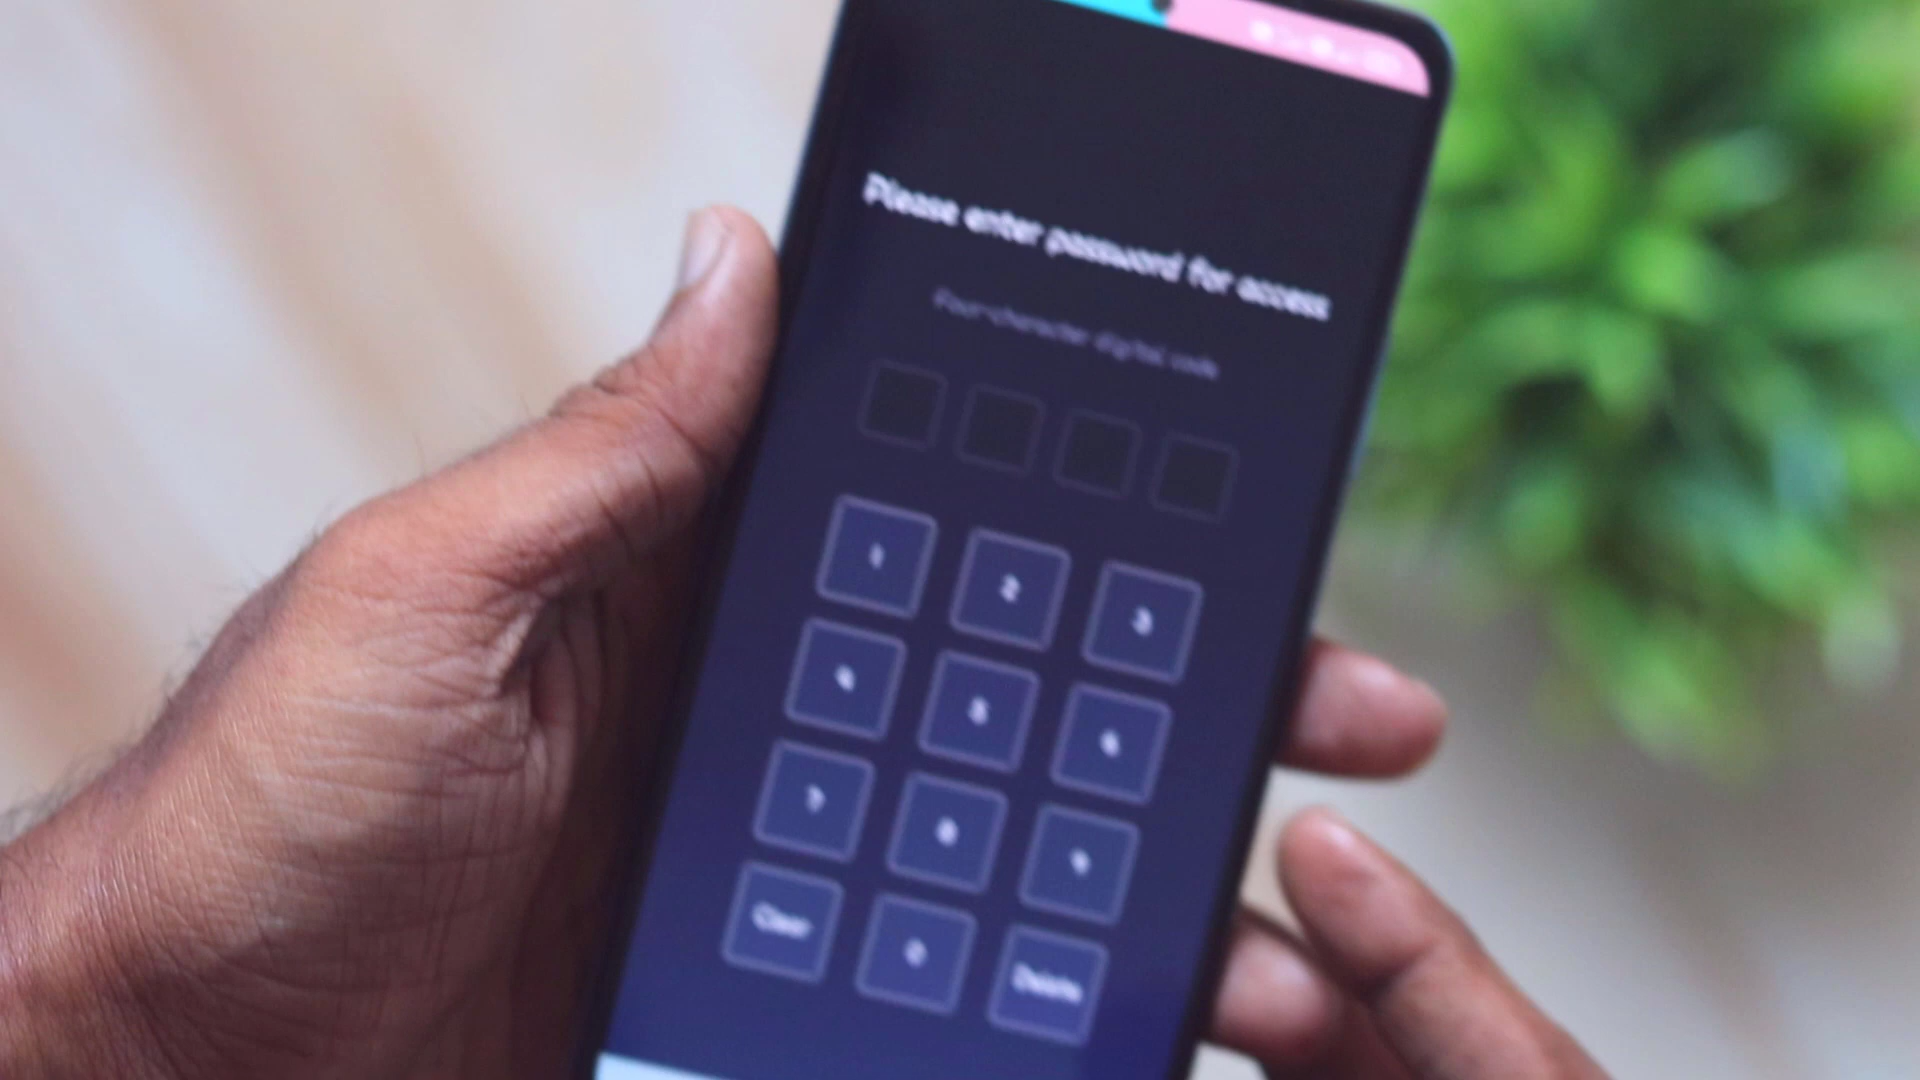 Please enter password for access
Four-character digital code
1 2 3
4 5 6
7 8 9
Clear 0 Delete